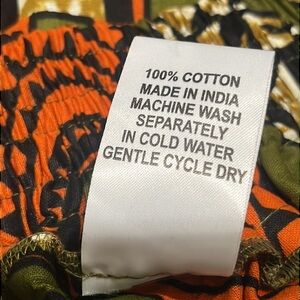 100% COTTON
MADE IN INDIA
MACHINE WASH
SEPARATELY
IN COLD WATER
GENTLE CYCLE DRY